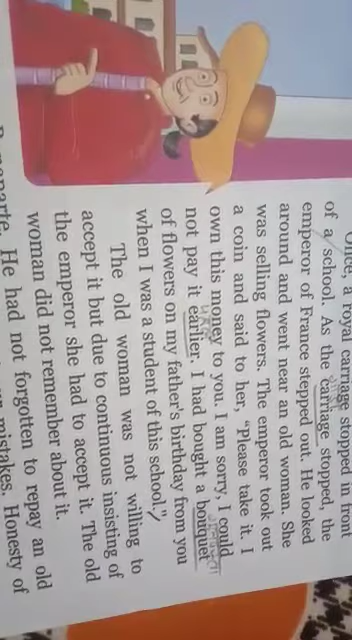 Once, a royal carriage stopped in front
of a school. As the carriage stopped, the
emperor of France stepped out. He looked
around and went near an old woman. She
was selling flowers. The emperor took out
a coin and said to her, "Please take it. I
own this money to you. I am sorry, I could
not pay it earlier. I had bought a bouquet
of flowers on my father's birthday from you
when I was a student of this school."
The old woman was not willing to
accept it but due to continuous insisting of
the emperor she had to accept it. The old
woman did not remember about it.
He had not forgotten to repay an old
mistakes. Honesty of